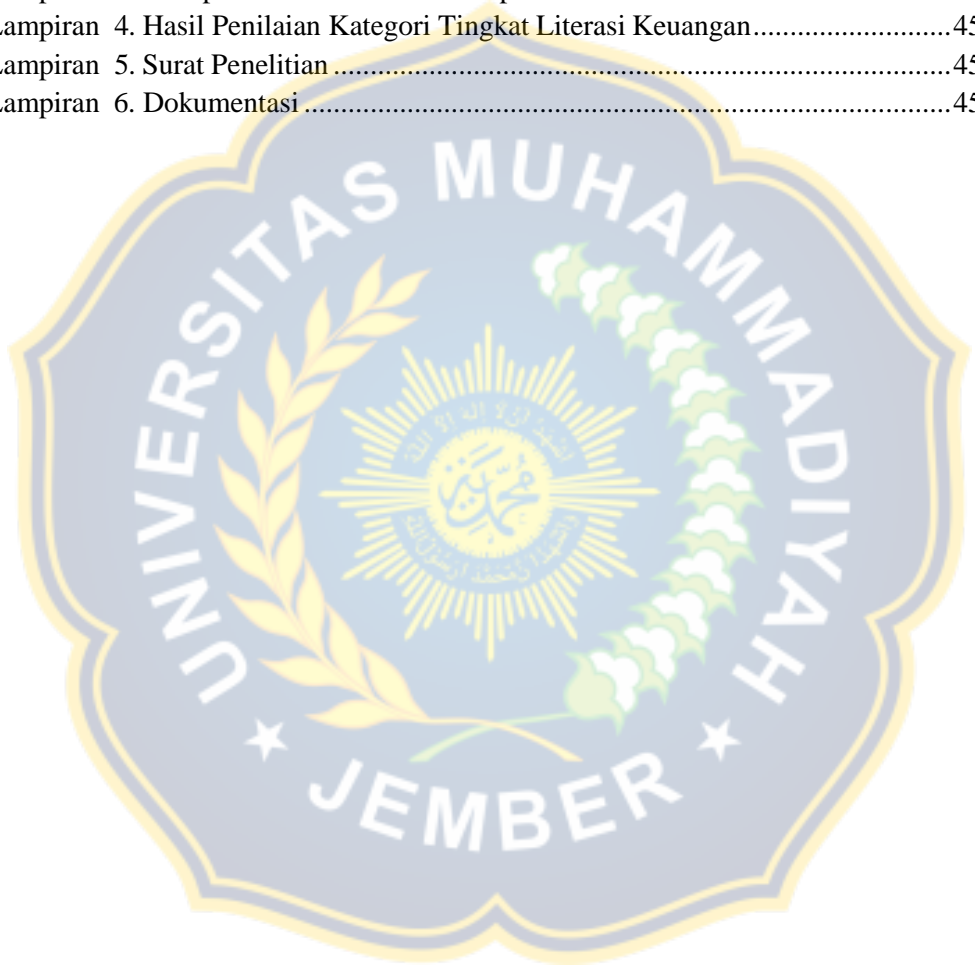 Lampiran 4. Hasil Penilaian Kategori Tingkat Literasi Keuangan............................45
Lampiran 5. Surat Penelitian....................................................................................45
Lampiran 6. Dokumentasi........................................................................................45
UNIVERSITAS MUHAMMADIYAH
JEMBER